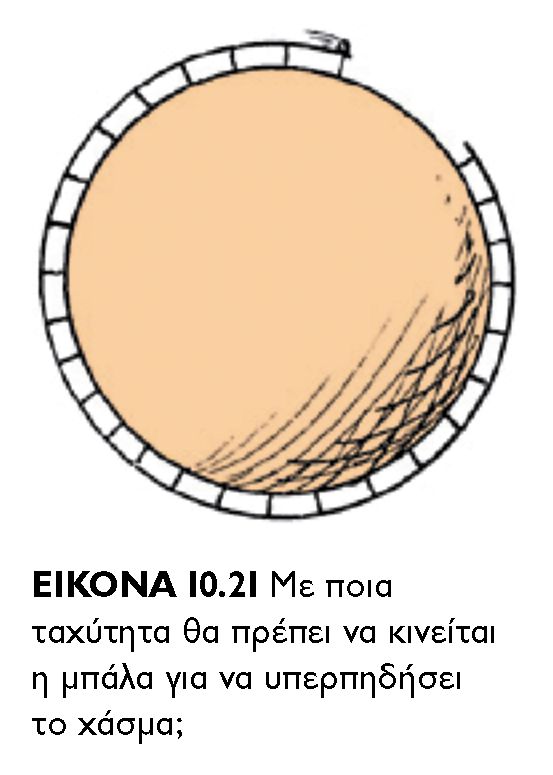 ΕΙΚΟΝΑ 10.21 Με ποια
ταχύτητα θα πρέπει να κινείται
η μπάλα για να υπερπηδήσει
το χάσμα;